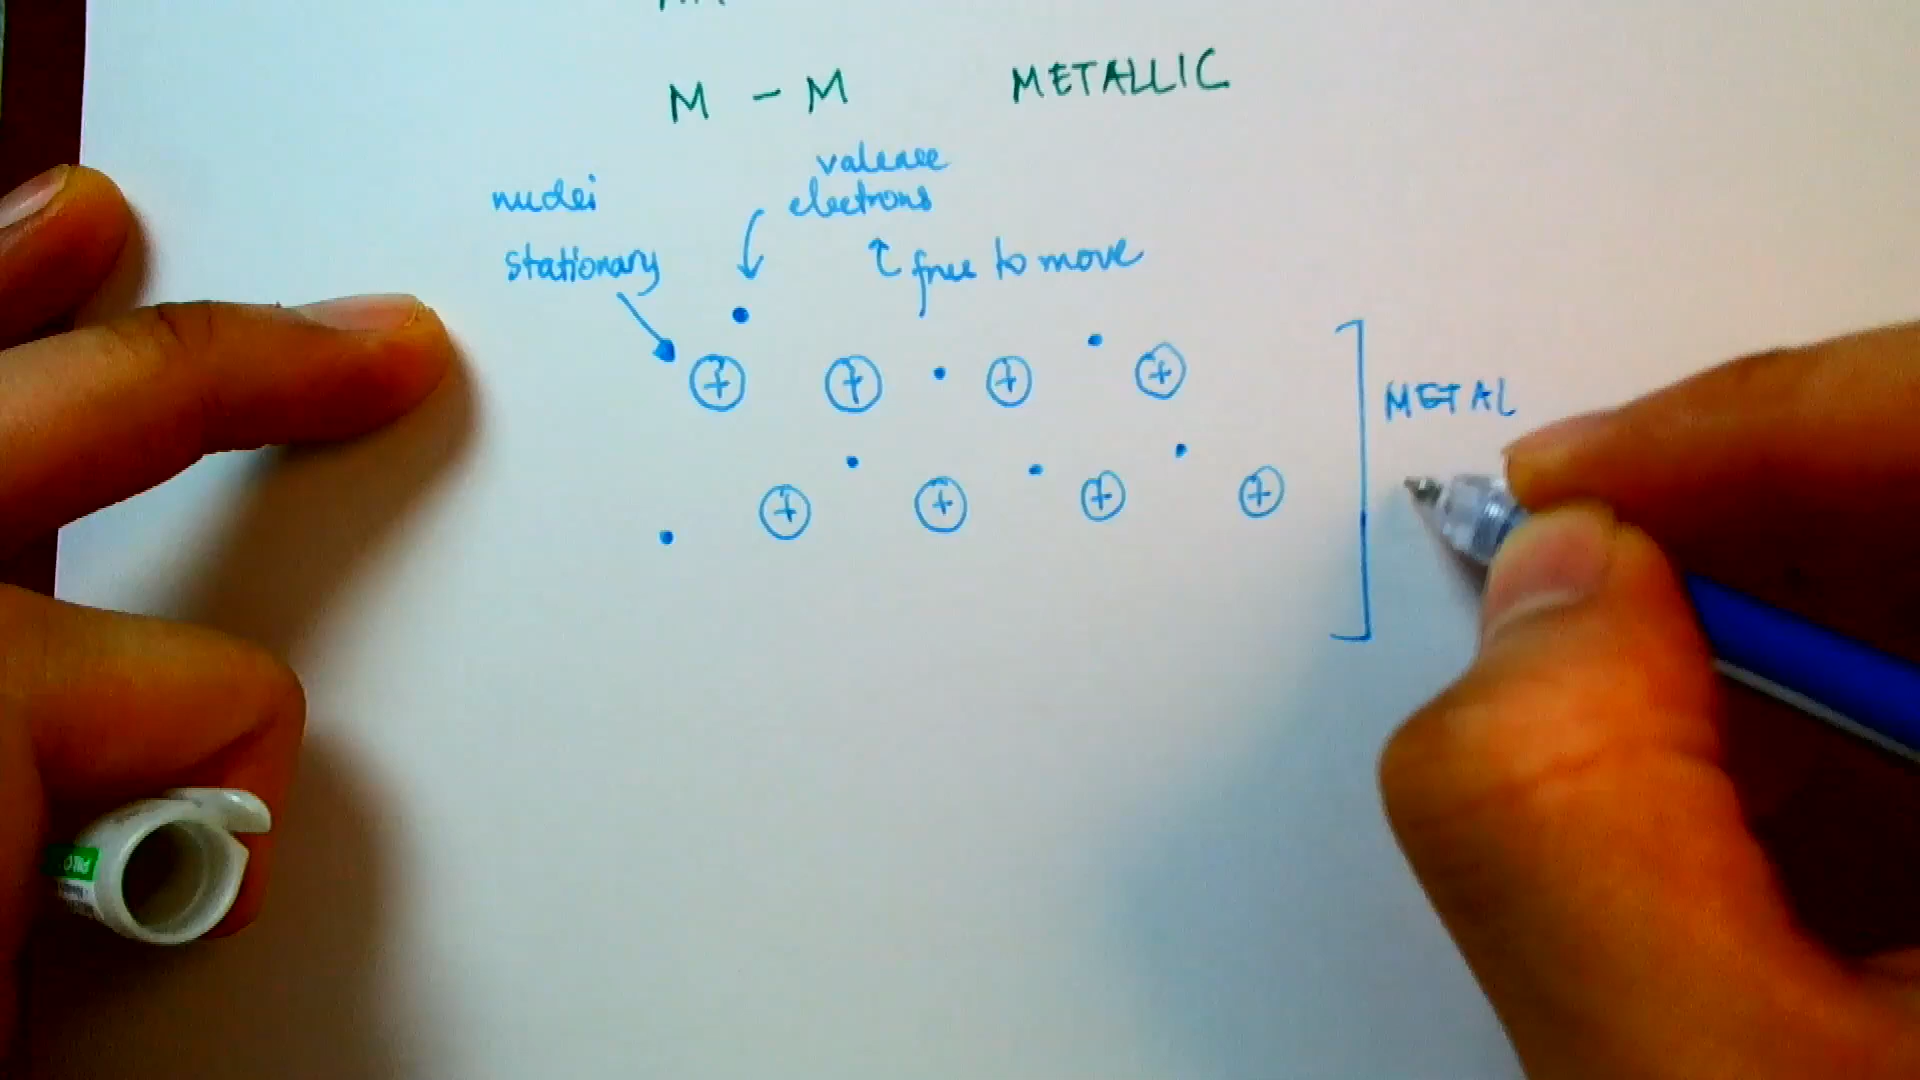 M - M METALLIC
nuclei
stationary
valence
electrons
free to move
+ + + +
+ + + +
METAL